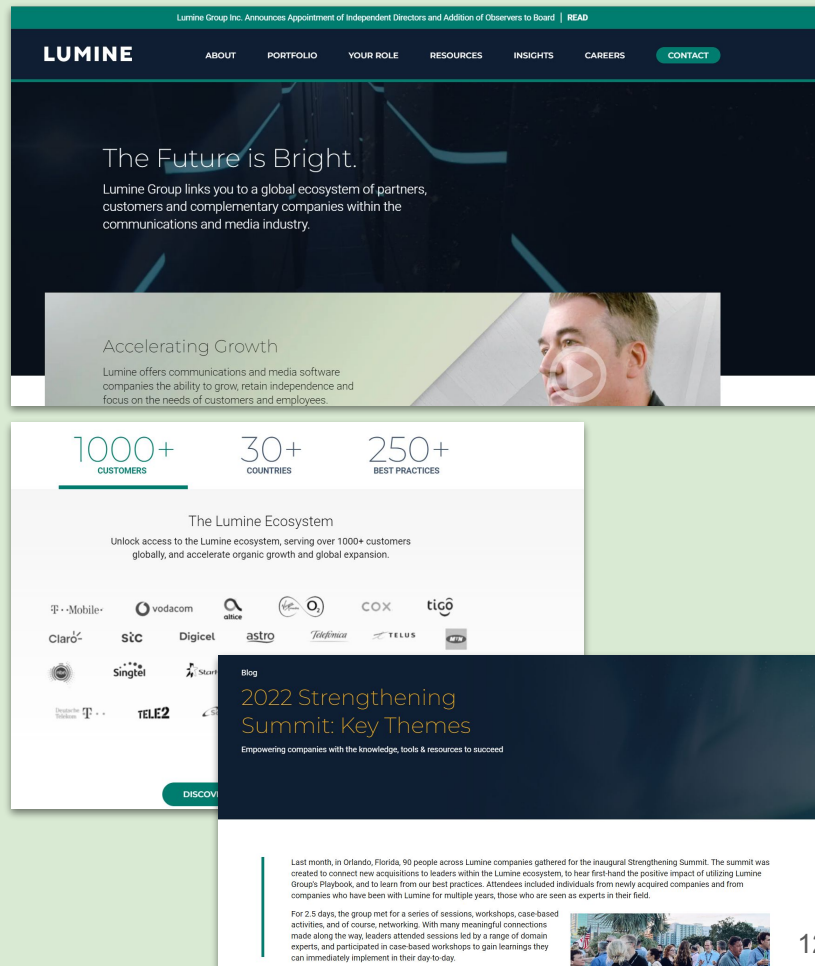 Lumine Group Inc. Announces Appointment of Independent Directors and Addition of Observers to Board | READ
LUMINE
ABOUT PORTFOLIO YOUR ROLE RESOURCES INSIGHTS CAREERS CONTACT
The Future is Bright.
Lumine Group links you to a global ecosystem of partners,
customers and complementary companies within the
communications and media industry.
Accelerating Growth
Lumine offers communications and media software
companies the ability to grow, retain independence and
focus on the needs of customers and employees.
1000+ 30+ 250+
CUSTOMERS COUNTRIES BEST PRACTICES
The Lumine Ecosystem
Unlock access to the Lumine ecosystem, serving over 1000+ customers
globally, and accelerate organic growth and global expansion.
T··Mobile· vodacom altice Virgin O2 COX tigo
Claro stc Digicel astro Telefónica TELUS MTN
Singtel
Deutsche Telekom T·· TELE2
Blog
2022 Strengthening
Summit: Key Themes
Empowering companies with the knowledge, tools & resources to succeed
Last month, in Orlando, Florida, 90 people across Lumine companies gathered for the inaugural Strengthening Summit. The summit was
created to connect new acquisitions to leaders within the Lumine ecosystem, to hear first-hand the positive impact of utilizing Lumine
Group's Playbook, and to learn from our best practices. Attendees included individuals from newly acquired companies and from
companies who have been with Lumine for multiple years, those who are seen as experts in their field.
For 2.5 days, the group met for a series of sessions, workshops, case-based
activities, and of course, networking. With many meaningful connections
made along the way, leaders attended sessions led by a range of domain
experts, and participated in case-based workshops to gain learnings they
can immediately implement in their day-to-day.